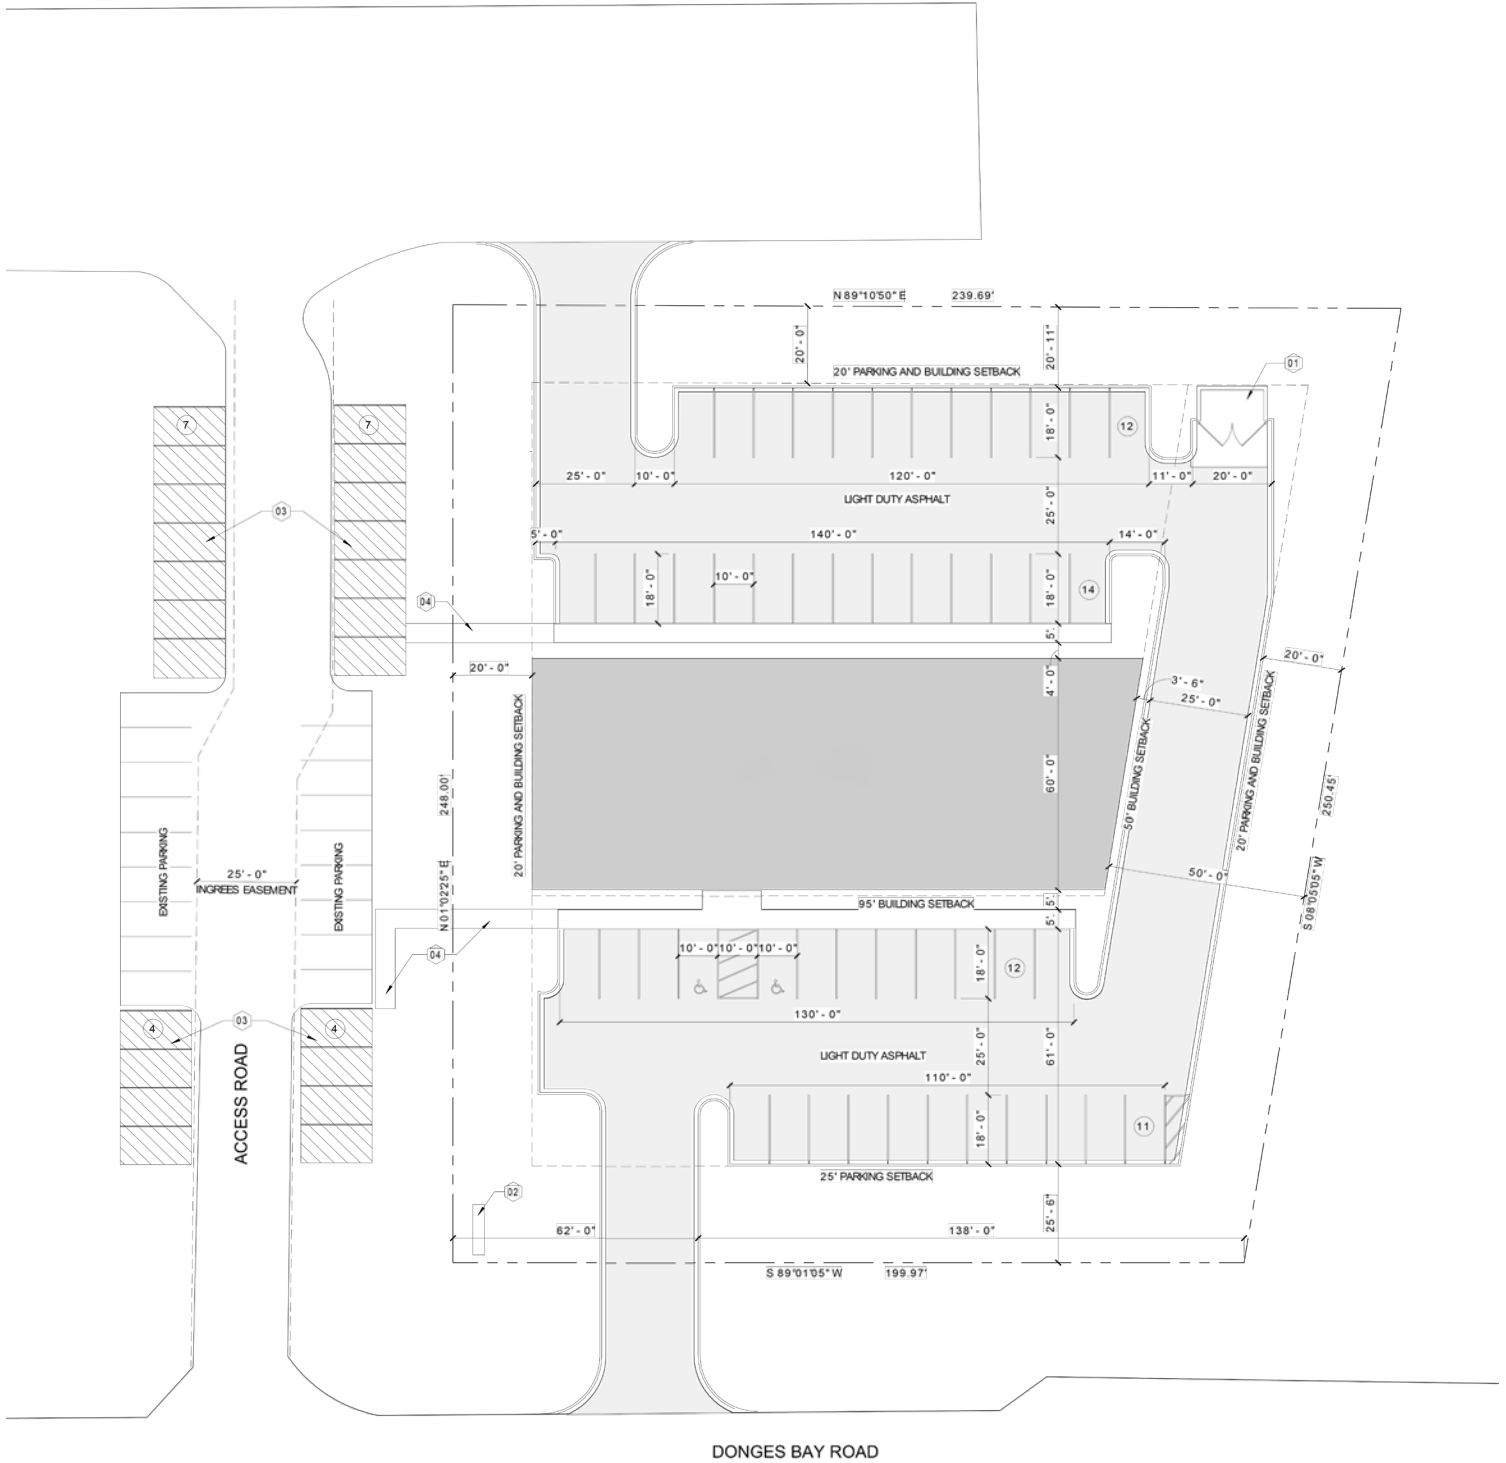 N 89°10'50" E 239.69'
20' - 0"
20' - 11"
20' PARKING AND BUILDING SETBACK
01
7
7
12
18' - 0"
25' - 0"
10' - 0"
120' - 0"
11' - 0"
20' - 0"
LIGHT DUTY ASPHALT
03
25' - 0"
5' - 0"
140' - 0"
14' - 0"
10' - 0"
18' - 0"
18' - 0"
14
04
5'
20' - 0"
20' - 0"
4' - 0"
3' - 6"
25' - 0"
20' PARKING AND BUILDING SETBACK
50' BUILDING SETBACK
20' PARKING AND BUILDING SETBACK
60' - 0"
248.00'
250.45'
EXISTING PARKING
25' - 0"
INGREES EASEMENT
EXISTING PARKING
N 01°02'25" E
50' - 0"
S 08°05'05" W
95' BUILDING SETBACK
5'
5'
04
10' - 0"
10' - 0"
10' - 0"
18' - 0"
12
4
03
4
130' - 0"
ACCESS ROAD
LIGHT DUTY ASPHALT
25' - 0"
61' - 0"
110' - 0"
18' - 0"
11
25' PARKING SETBACK
02
62' - 0"
138' - 0"
25' - 6"
S 89°01'05" W 199.97'
DONGES BAY ROAD